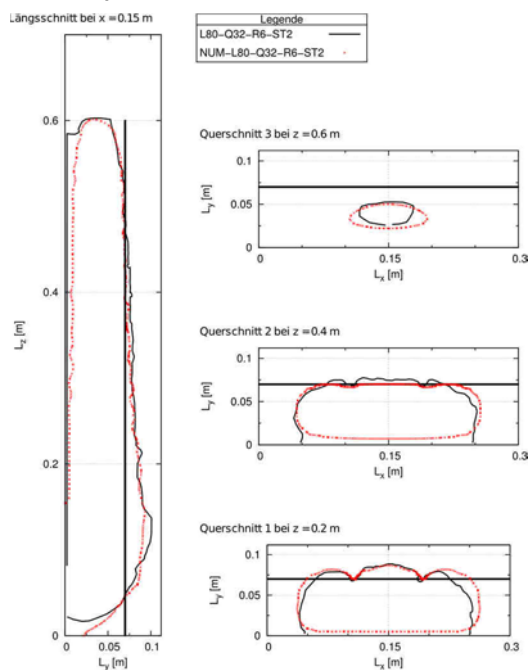 Längsschnitt bei x = 0.15 m
Legende
L80-Q32-R6-ST2
NUM-L80-Q32-R6-ST2
0.6
0.4
0.2
0
L_z [m]
0
0.05
0.1
L_y [m]
Querschnitt 3 bei z = 0.6 m
0.1
0.05
0
L_y [m]
0
0.15
0.3
L_x [m]
Querschnitt 2 bei z = 0.4 m
0.1
0.05
0
L_y [m]
0
0.15
0.3
L_x [m]
Querschnitt 1 bei z = 0.2 m
0.1
0.05
0
L_y [m]
0
0.15
0.3
L_x [m]